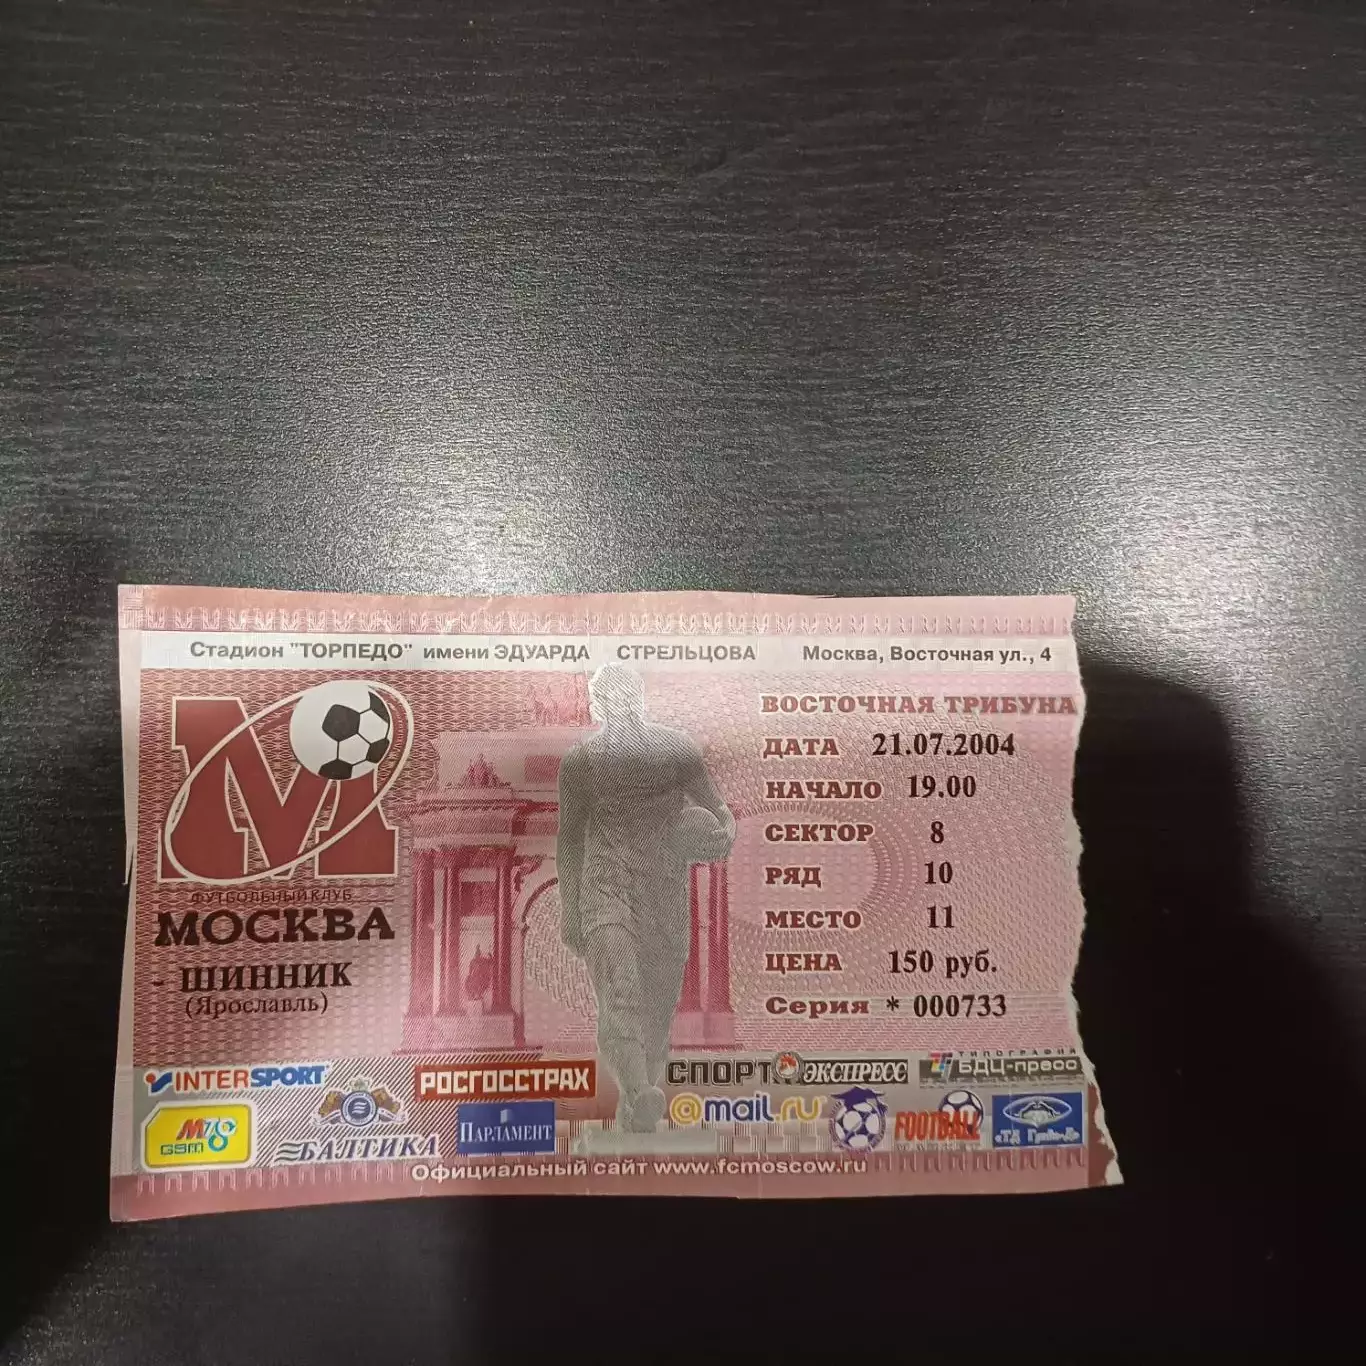 Стадион "ТОРПЕДО" имени ЭДУАРДА СТРЕЛЬЦОВА Москва, Восточная ул., 4
М
ФУТБОЛЬНЫЙ КЛУБ
МОСКВА
- ШИННИК
(Ярославль)
ВОСТОЧНАЯ ТРИБУНА
ДАТА 21.07.2004
НАЧАЛО 19.00
СЕКТОР 8
РЯД 10
МЕСТО 11
ЦЕНА 150 руб.
Серия * 000733
INTERSPORT
РОСГОССТРАХ
СПОРТ ЭКСПРЕСС
ТИПОГРАФИЯ
БДЦ-пресс
GSM
БАЛТИКА
ПАРЛАМЕНТ
@mail.ru
FOOTBALL
Официальный сайт www.fcmoscow.ru